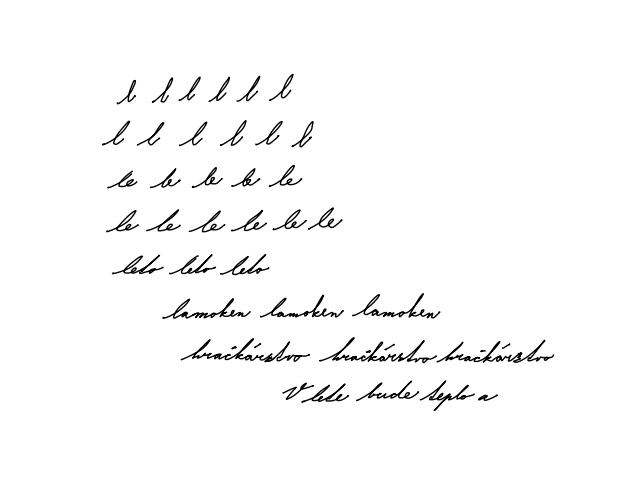 l l l l l l
l l l l l l
le le le le le
le le le le le le
leto leto leto
lamoken lamoken lamoken
hračkárstvo hračkárstvo hračkárstvo
V lete bude teplo a